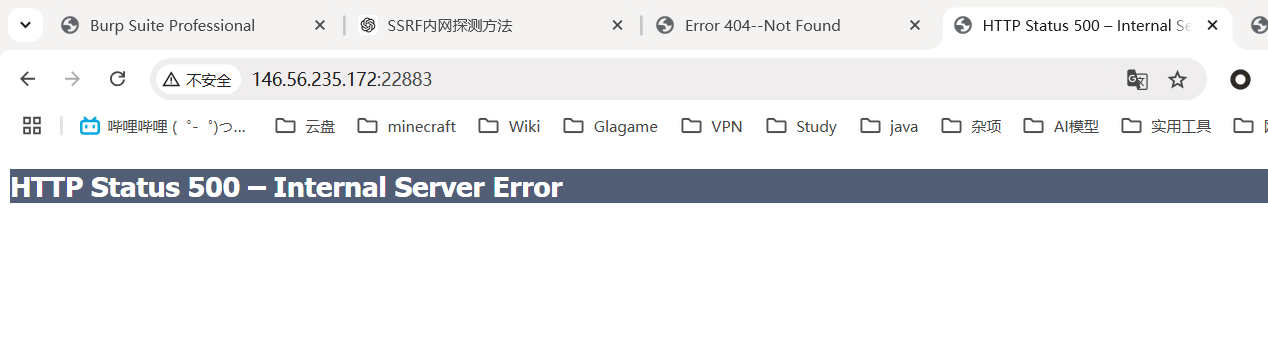 Burp Suite Professional SSRF内网探测方法 Error 404--Not Found HTTP Status 500 – Internal Se
不安全 146.56.235.172:22883
哔哩哔哩 (゜-゜)つ... 云盘 minecraft Wiki Glagame VPN Study java 杂项 AI模型 实用工具
HTTP Status 500 – Internal Server Error